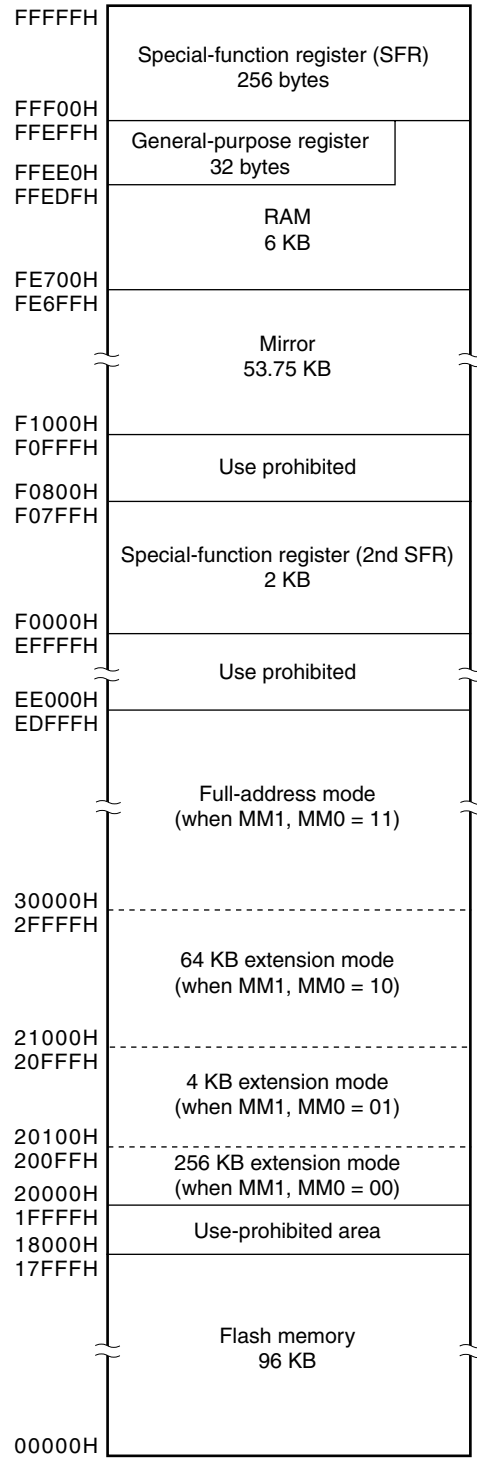 FFFFFH
Special-function register (SFR)
256 bytes
FFF00H
FFEFFH
General-purpose register
32 bytes
FFEE0H
FFEDFH
RAM
6 KB
FE700H
FE6FFH
Mirror
53.75 KB
F1000H
F0FFFH
Use prohibited
F0800H
F07FFH
Special-function register (2nd SFR)
2 KB
F0000H
EFFFFH
Use prohibited
EE000H
EDFFFH
Full-address mode
(when MM1, MM0 = 11)
30000H
2FFFFH
64 KB extension mode
(when MM1, MM0 = 10)
21000H
20FFFH
4 KB extension mode
(when MM1, MM0 = 01)
20100H
200FFH
256 KB extension mode
(when MM1, MM0 = 00)
20000H
1FFFFH
Use-prohibited area
18000H
17FFFH
Flash memory
96 KB
00000H